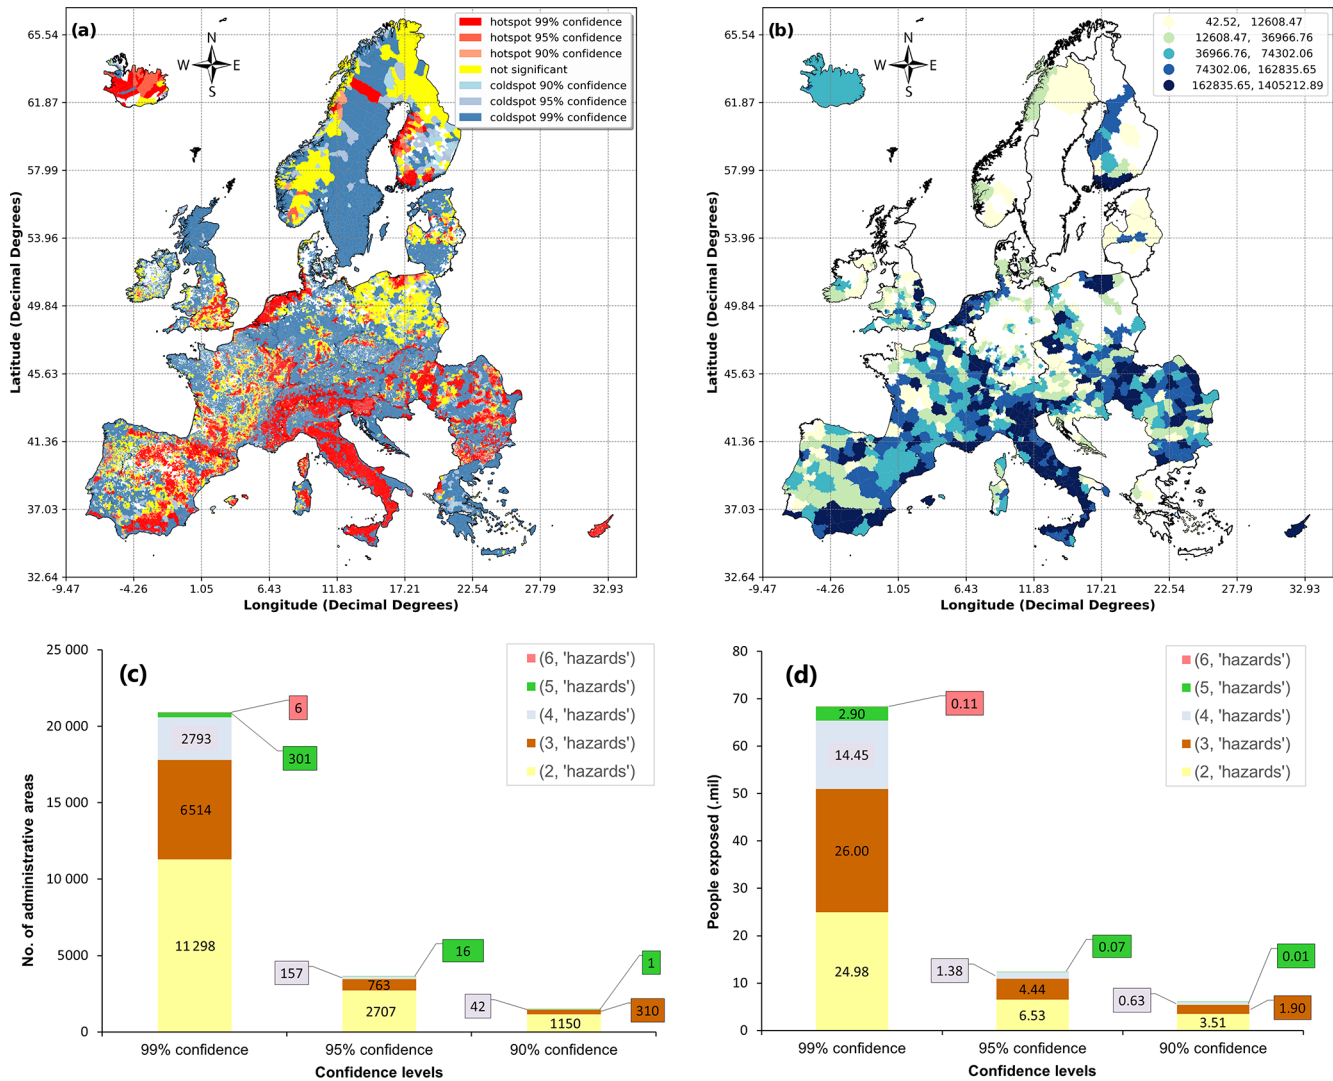 (a)
hotspot 99% confidence
hotspot 95% confidence
hotspot 90% confidence
not significant
coldspot 90% confidence
coldspot 95% confidence
coldspot 99% confidence
N
W E
S
65.54
61.87
57.99
53.96
49.84
45.63
41.36
37.03
32.64
-9.47 -4.26 1.05 6.43 11.83 17.21 22.54 27.79 32.93
Latitude (Decimal Degrees)
Longitude (Decimal Degrees)
(b)
42.52, 12608.47
12608.47, 36966.76
36966.76, 74302.06
74302.06, 162835.65
162835.65, 1405212.89
N
W E
S
65.54
61.87
57.99
53.96
49.84
45.63
41.36
37.03
32.64
-9.47 -4.26 1.05 6.43 11.83 17.21 22.54 27.79 32.93
Latitude (Decimal Degrees)
Longitude (Decimal Degrees)
(c)
(6, 'hazards')
(5, 'hazards')
(4, 'hazards')
(3, 'hazards')
(2, 'hazards')
25 000
20 000
15 000
10 000
5000
0
No. of administrative areas
6
301
2793
6514
11 298
157
16
763
2707
42
1
310
1150
99% confidence 95% confidence 90% confidence
Confidence levels
(d)
(6, 'hazards')
(5, 'hazards')
(4, 'hazards')
(3, 'hazards')
(2, 'hazards')
80
70
60
50
40
30
20
10
0
People exposed (.mil)
0.11
2.90
14.45
26.00
24.98
1.38
0.07
4.44
6.53
0.63
0.01
1.90
3.51
99% confidence 95% confidence 90% confidence
Confidence levels